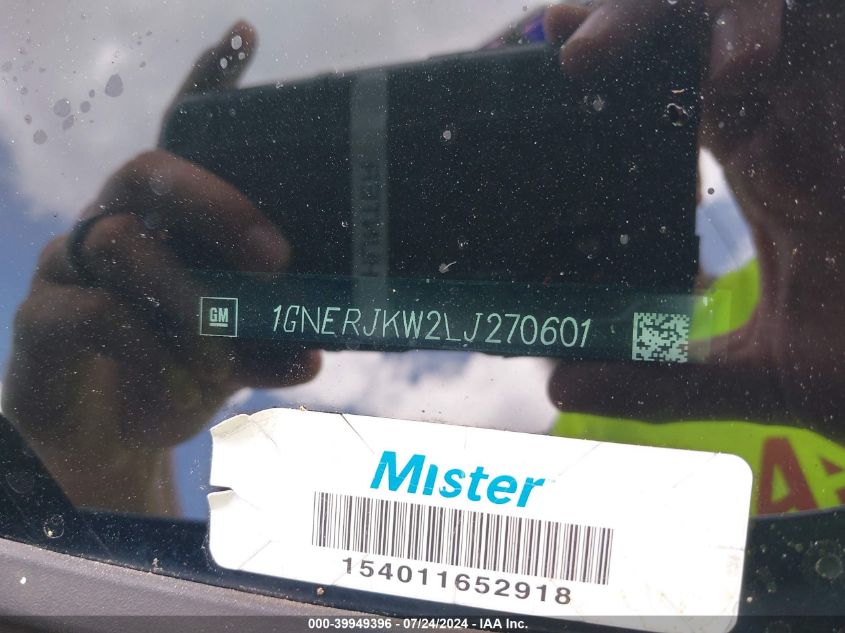 GM 1GNERJKW2LJ270601
Mister
154011652918
000-39949396 - 07/24/2024 - IAA Inc.